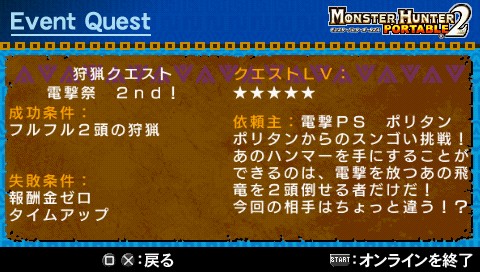 Event Quest
MONSTER HUNTER
PORTABLE 2
狩猟クエスト
電撃祭 2nd!
成功条件:
フルフル2頭の狩猟
失敗条件:
報酬金ゼロ
タイムアップ
クエストLV:
★★★★★
依頼主:電撃PS ポリタン
ポリタンからのスンゴい挑戦!
あのハンマーを手にすることが
できるのは、電撃を放つあの飛
竜を2頭倒せる者だけだ!
今回の相手はちょっと違う!?
□ ×:戻る
START:オンラインを終了